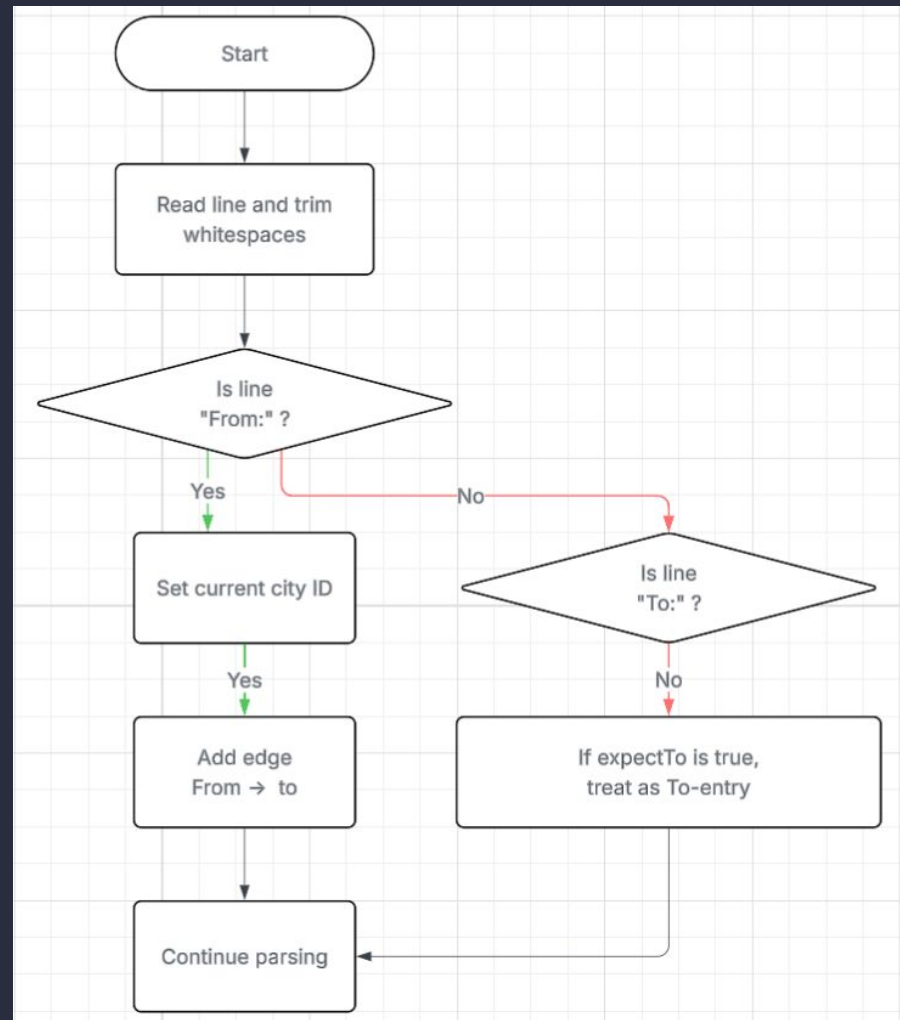 Start
Read line and trim
whitespaces
Is line
"From:" ?
Yes
No
Set current city ID
Is line
"To:" ?
Yes
No
Add edge
From → to
If expectTo is true,
treat as To-entry
Continue parsing